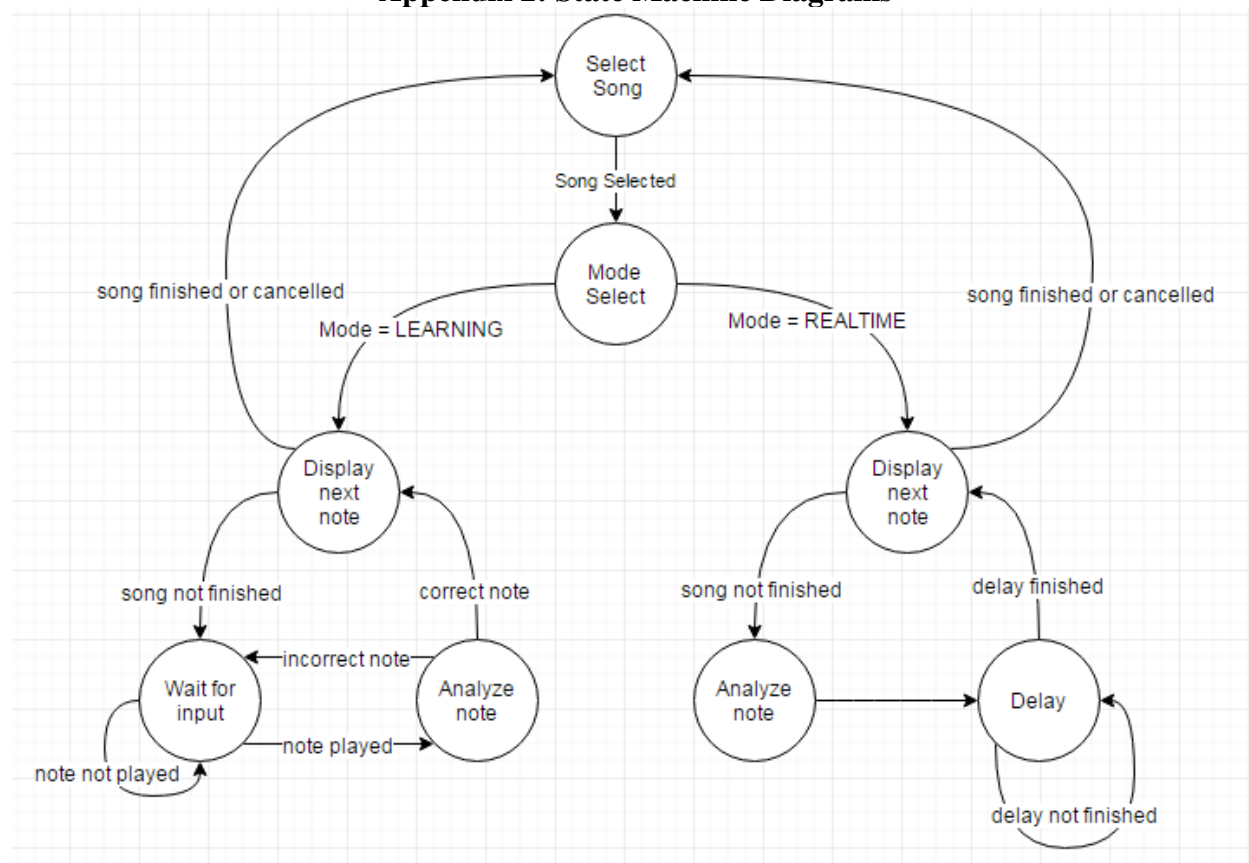 Appendix 2: State Machine Diagrams
Select
Song
Song Selected
Mode
Select
song finished or cancelled
song finished or cancelled
Mode = LEARNING
Mode = REALTIME
Display
next
note
Display
next
note
song not finished
correct note
song not finished
delay finished
incorrect note
Wait for
input
Analyze
note
Analyze
note
Delay
note played
note not played
delay not finished